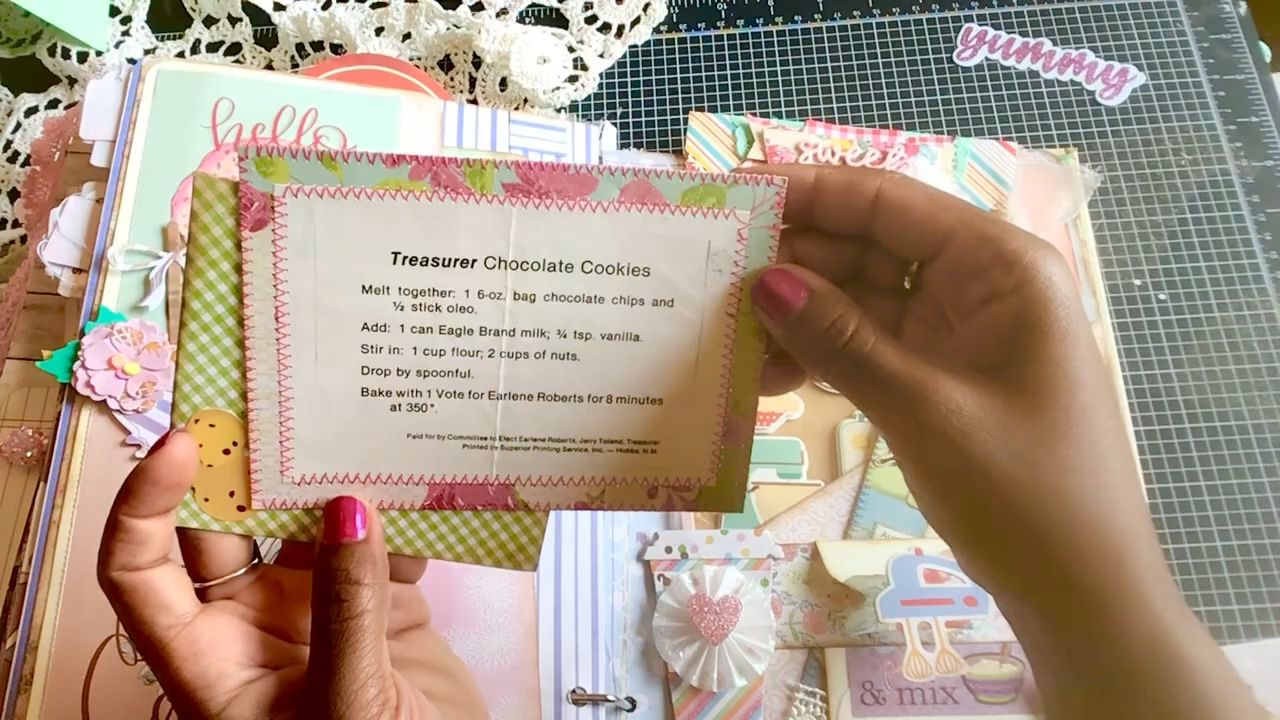 yummy
hello
sweet
Treasurer Chocolate Cookies
Melt together: 1 6-oz. bag chocolate chips and
½ stick oleo.
Add: 1 can Eagle Brand milk; ¾ tsp. vanilla.
Stir in: 1 cup flour; 2 cups of nuts.
Drop by spoonful.
Bake with 1 Vote for Earlene Roberts for 8 minutes
at 350°.
Paid for by Committee to Elect Earlene Roberts, Jerry Toland, Treasurer
Printed by Superior Printing Service, Inc. — Hobbs, N.M.
& mix